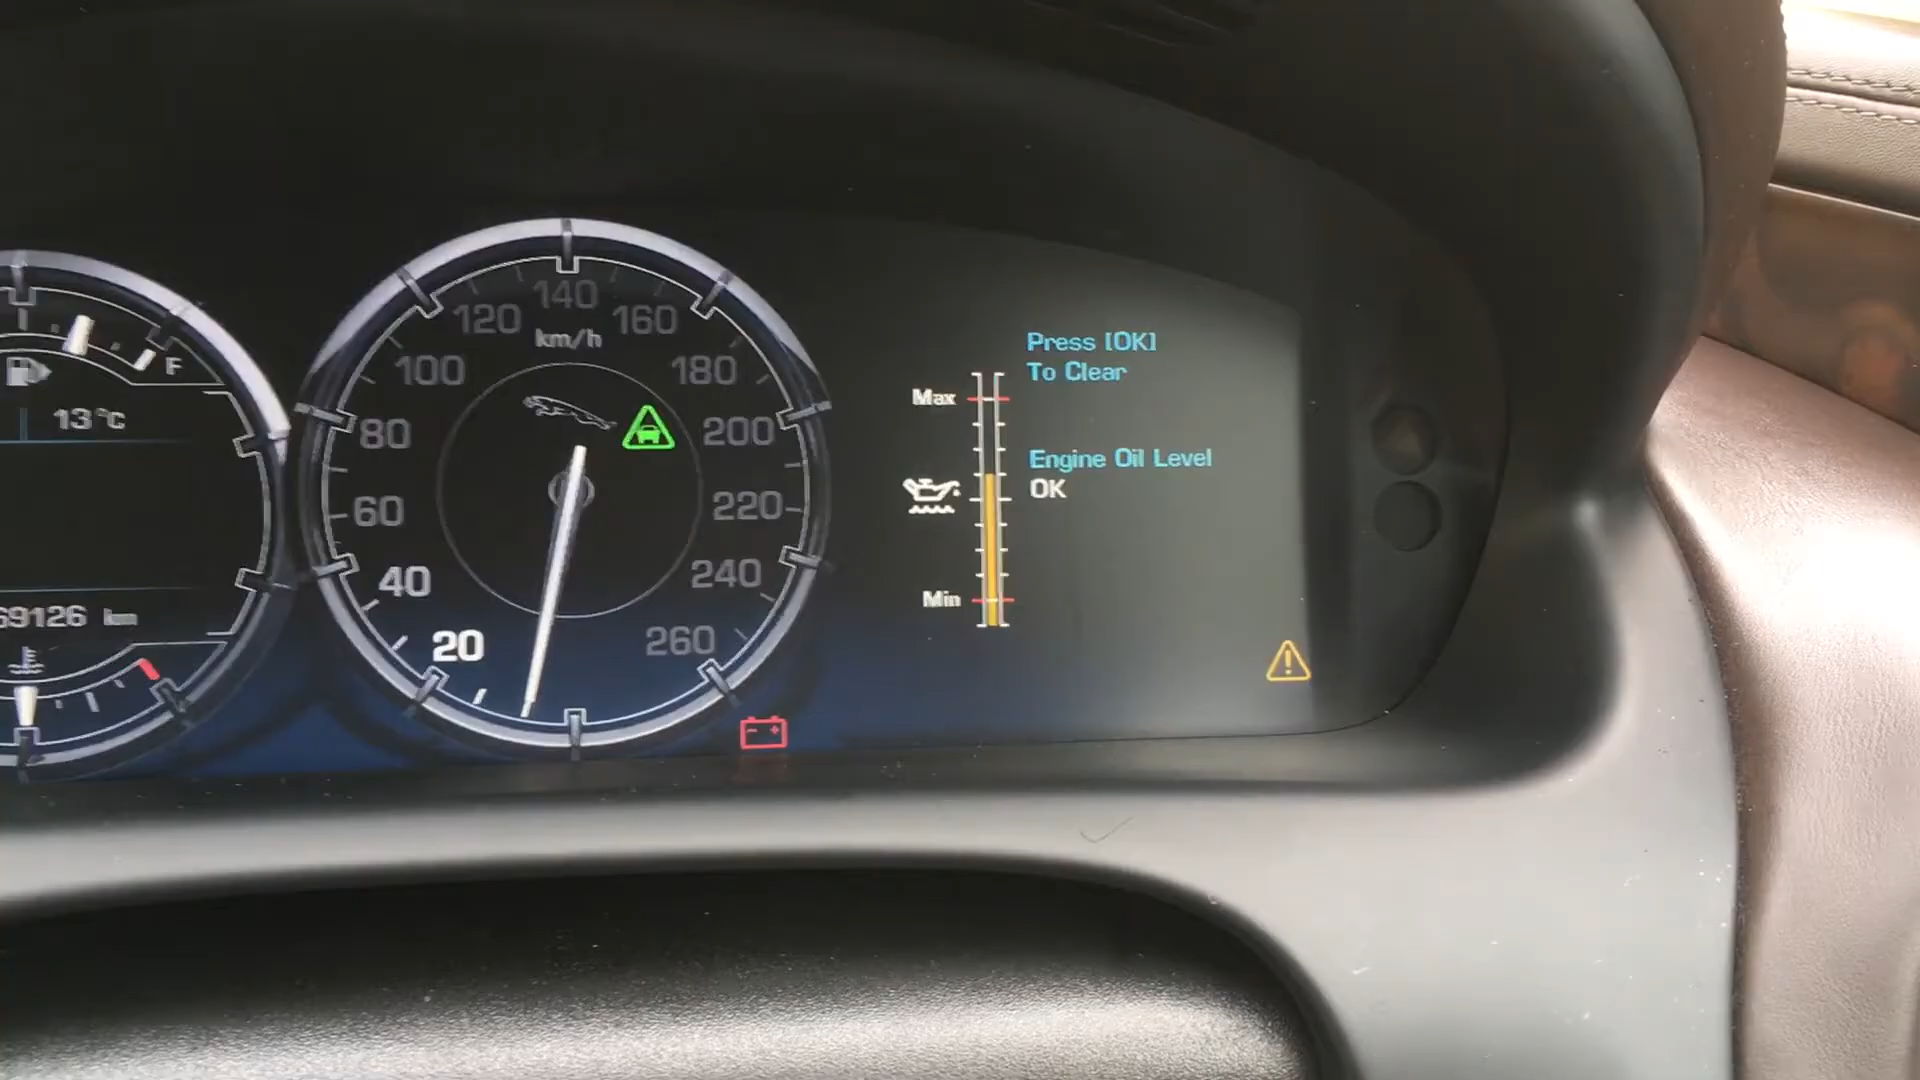 F
13°C
69126 km
140
120
160
km/h
100
180
80
200
60
220
40
240
20
260
Press [OK]
To Clear
Max
Engine Oil Level
OK
Min